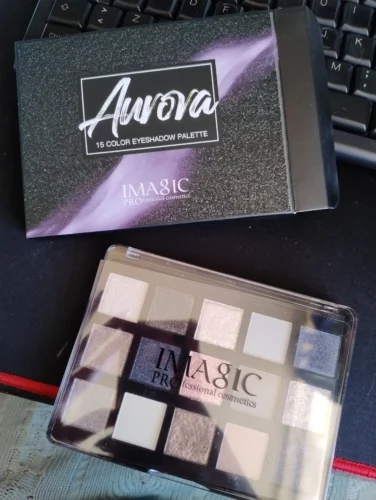 Aurora
15 COLOR EYESHADOW PALETTE
IMAGIC
PROfessional cosmetics
IMAGIC
PROfessional cosmetics